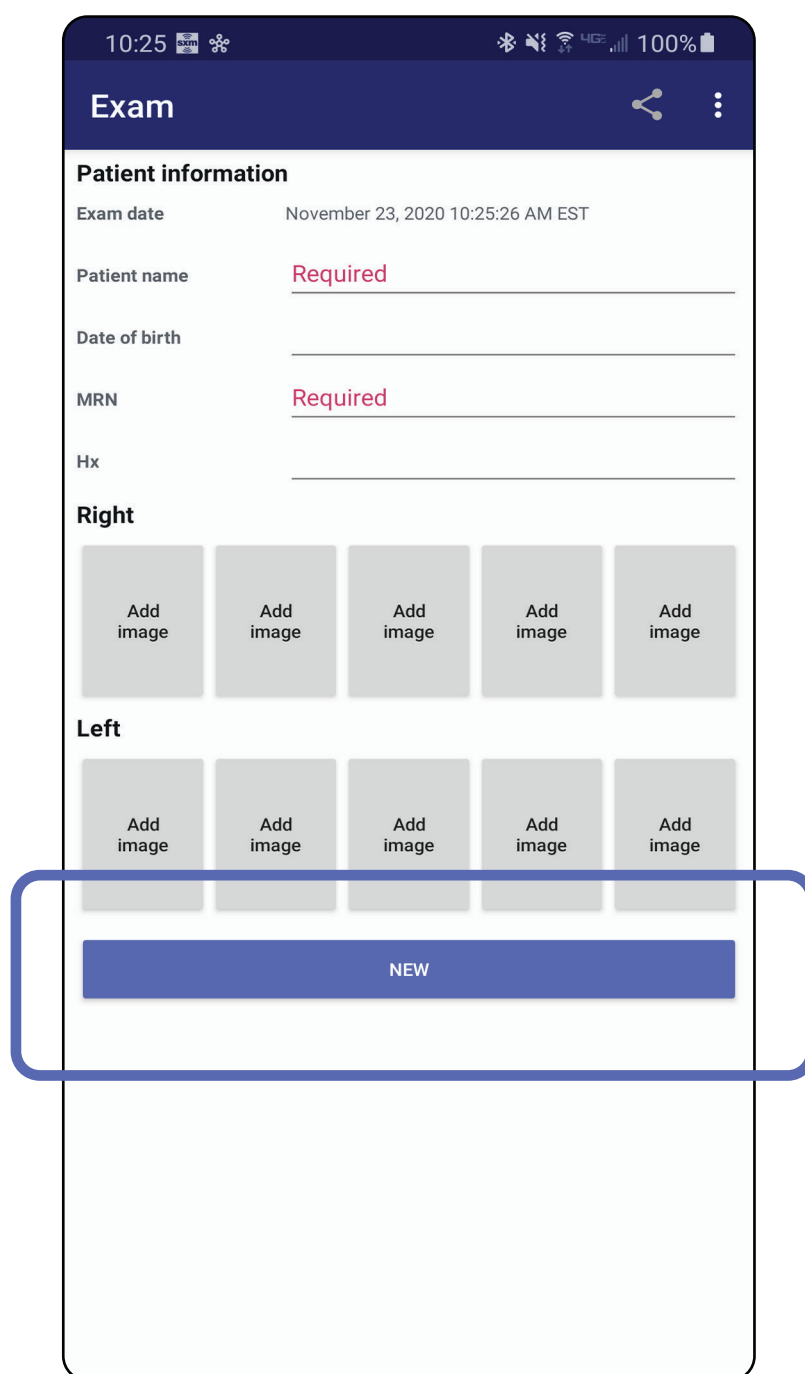 10:25 sxm 4GE 100%
Exam
Patient information
Exam date November 23, 2020 10:25:26 AM EST
Patient name Required
Date of birth
MRN Required
Hx
Right
Add Add Add Add Add
image image image image image
Left
Add Add Add Add Add
image image image image image
NEW